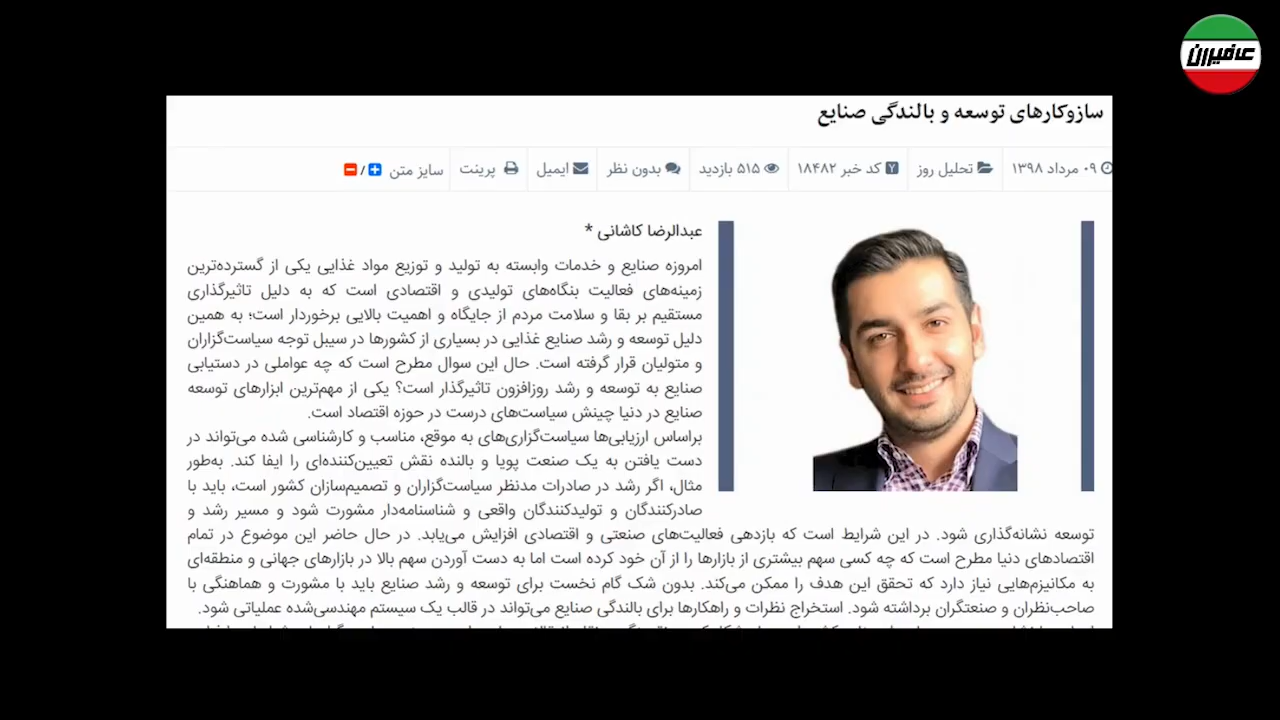 عافیران
سازوکارهای توسعه و بالندگی صنایع
۰۹ مرداد ۱۳۹۸ تحلیل روز کد خبر ۱۸۴۸۲ ۵۱۵ بازدید بدون نظر ایمیل پرینت سایز متن /
عبدالرضا کاشانی *
امروزه صنایع و خدمات وابسته به تولید و توزیع مواد غذایی یکی از گسترده‌ترین
زمینه‌های فعالیت بنگاه‌های تولیدی و اقتصادی است که به دلیل تاثیرگذاری
مستقیم بر بقا و سلامت مردم از جایگاه و اهمیت بالایی برخوردار است؛ به همین
دلیل توسعه و رشد صنایع غذایی در بسیاری از کشورها در سیبل توجه سیاست‌گزاران
و متولیان قرار گرفته است. حال این سوال مطرح است که چه عواملی در دستیابی
صنایع به توسعه و رشد روزافزون تاثیرگذار است؟ یکی از مهم‌ترین ابزارهای توسعه
صنایع در دنیا چینش سیاست‌های درست در حوزه اقتصاد است.
براساس ارزیابی‌ها سیاست‌گزاری‌های به موقع، مناسب و کارشناسی شده می‌تواند در
دست یافتن به یک صنعت پویا و بالنده نقش تعیین‌کننده‌ای را ایفا کند. به‌طور
مثال، اگر رشد در صادرات مدنظر سیاست‌گزاران و تصمیم‌سازان کشور است، باید با
صادرکنندگان و تولیدکنندگان واقعی و شناسنامه‌دار مشورت شود و مسیر رشد و
توسعه نشانه‌گذاری شود. در این شرایط است که بازدهی فعالیت‌های صنعتی و اقتصادی افزایش می‌یابد. در حال حاضر این موضوع در تمام
اقتصادهای دنیا مطرح است که چه کسی سهم بیشتری از بازارها را از آن خود کرده است اما به دست آوردن سهم بالا در بازارهای جهانی و منطقه‌ای
به مکانیزم‌هایی نیاز دارد که تحقق این هدف را ممکن می‌کند. بدون شک گام نخست برای توسعه و رشد صنایع باید با مشورت و هماهنگی با
صاحب‌نظران و صنعتگران برداشته شود. استخراج نظرات و راهکارها برای بالندگی صنایع می‌تواند در قالب یک سیستم مهندسی‌شده عملیاتی شود.